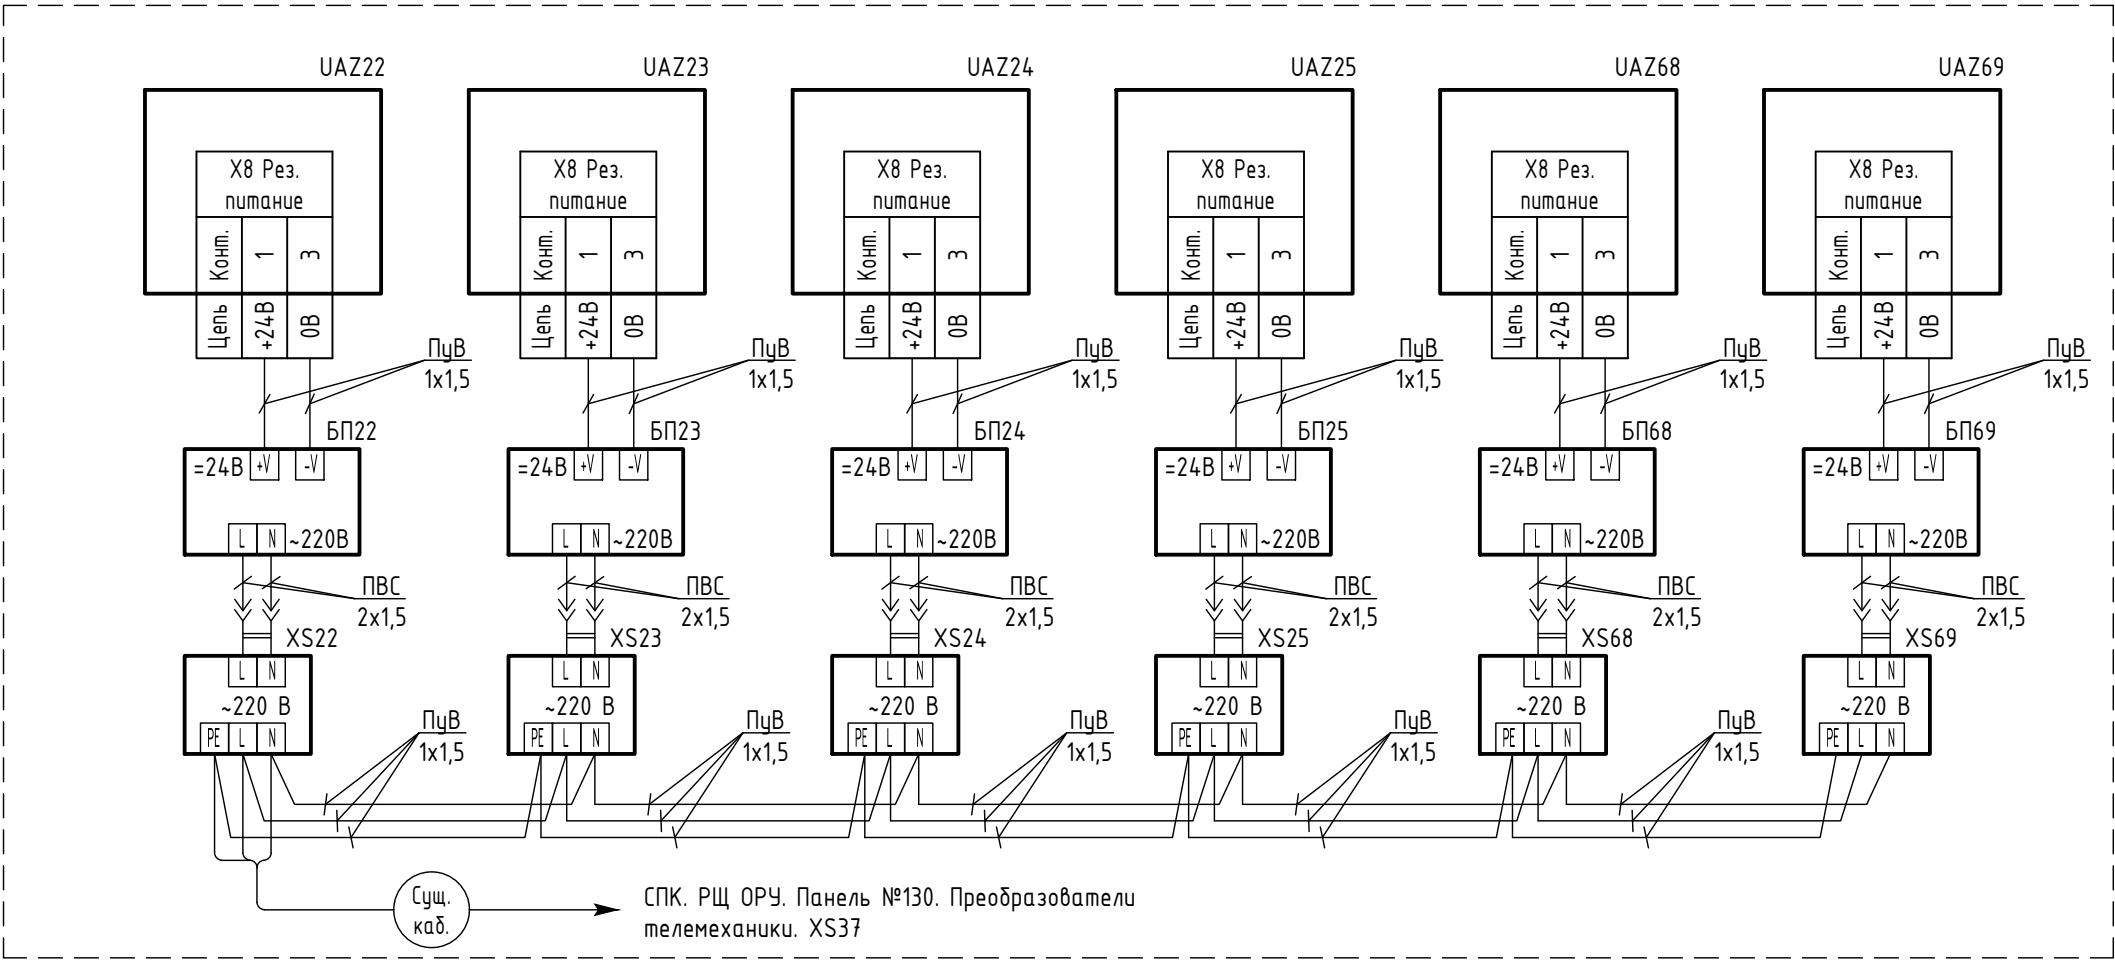 UAZ22 UAZ23 UAZ24 UAZ25 UAZ68 UAZ69
X8 Рез. X8 Рез. X8 Рез. X8 Рез. X8 Рез. X8 Рез.
питание питание питание питание питание питание
Конт. 1 3 Конт. 1 3 Конт. 1 3 Конт. 1 3 Конт. 1 3 Конт. 1 3
Цепь +24В 0В Цепь +24В 0В Цепь +24В 0В Цепь +24В 0В Цепь +24В 0В Цепь +24В 0В
ПуВ ПуВ ПуВ ПуВ ПуВ ПуВ
1х1,5 1х1,5 1х1,5 1х1,5 1х1,5 1х1,5
БП22 БП23 БП24 БП25 БП68 БП69
=24В +V -V =24В +V -V =24В +V -V =24В +V -V =24В +V -V =24В +V -V
L N ~220В L N ~220В L N ~220В L N ~220В L N ~220В L N ~220В
ПВС ПВС ПВС ПВС ПВС ПВС
2х1,5 2х1,5 2х1,5 2х1,5 2х1,5 2х1,5
XS22 XS23 XS24 XS25 XS68 XS69
L N L N L N L N L N L N
~220 В ~220 В ~220 В ~220 В ~220 В ~220 В
PE L N PE L N PE L N PE L N PE L N PE L N
ПуВ ПуВ ПуВ ПуВ ПуВ
1х1,5 1х1,5 1х1,5 1х1,5 1х1,5
Сущ.
каб.
СПК. РЩ ОРУ. Панель №130. Преобразователи
телемеханики. XS37